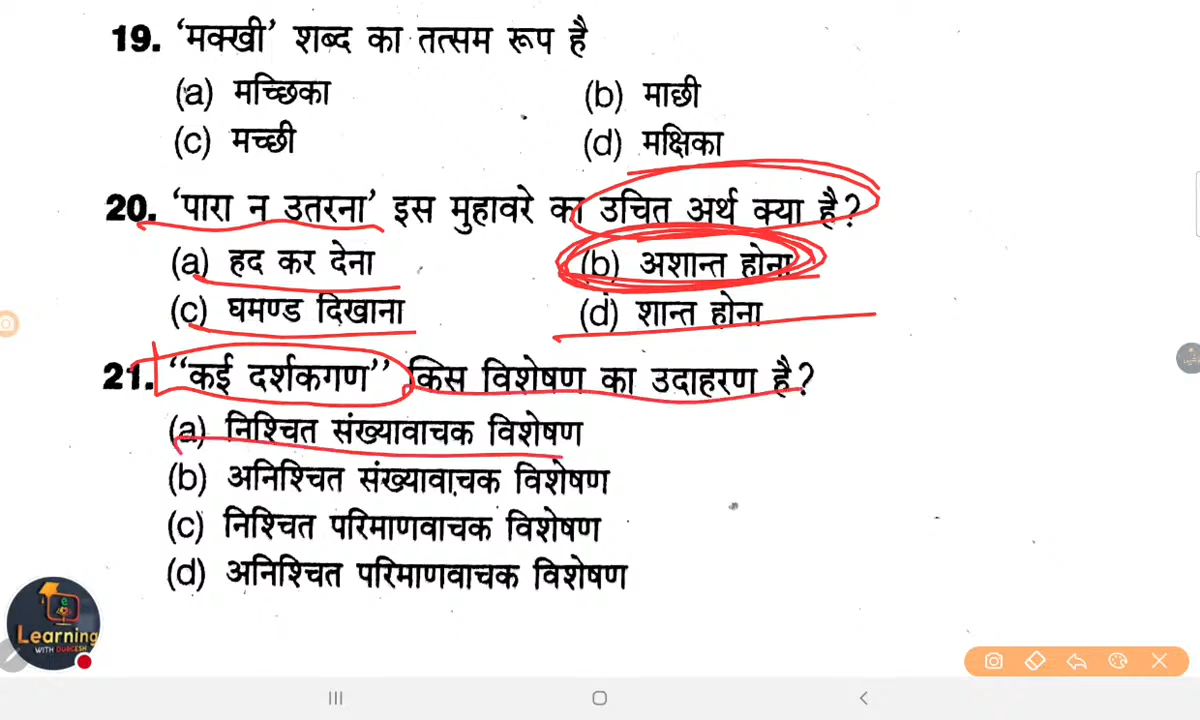 19. ‘मक्खी’ शब्द का तत्सम रूप है
(a) मच्छिका (b) माछी
(c) मच्छी (d) मक्षिका
20. ‘पारा न उतरना’ इस मुहावरे का उचित अर्थ क्या है?
(a) हद कर देना (b) अशान्त होना
(c) घमण्ड दिखाना (d) शान्त होना
21. “कई दर्शकगण” किस विशेषण का उदाहरण है?
(a) निश्चित संख्यावाचक विशेषण
(b) अनिश्चित संख्यावाचक विशेषण
(c) निश्चित परिमाणवाचक विशेषण
(d) अनिश्चित परिमाणवाचक विशेषण
Learning
WITH DURGESH